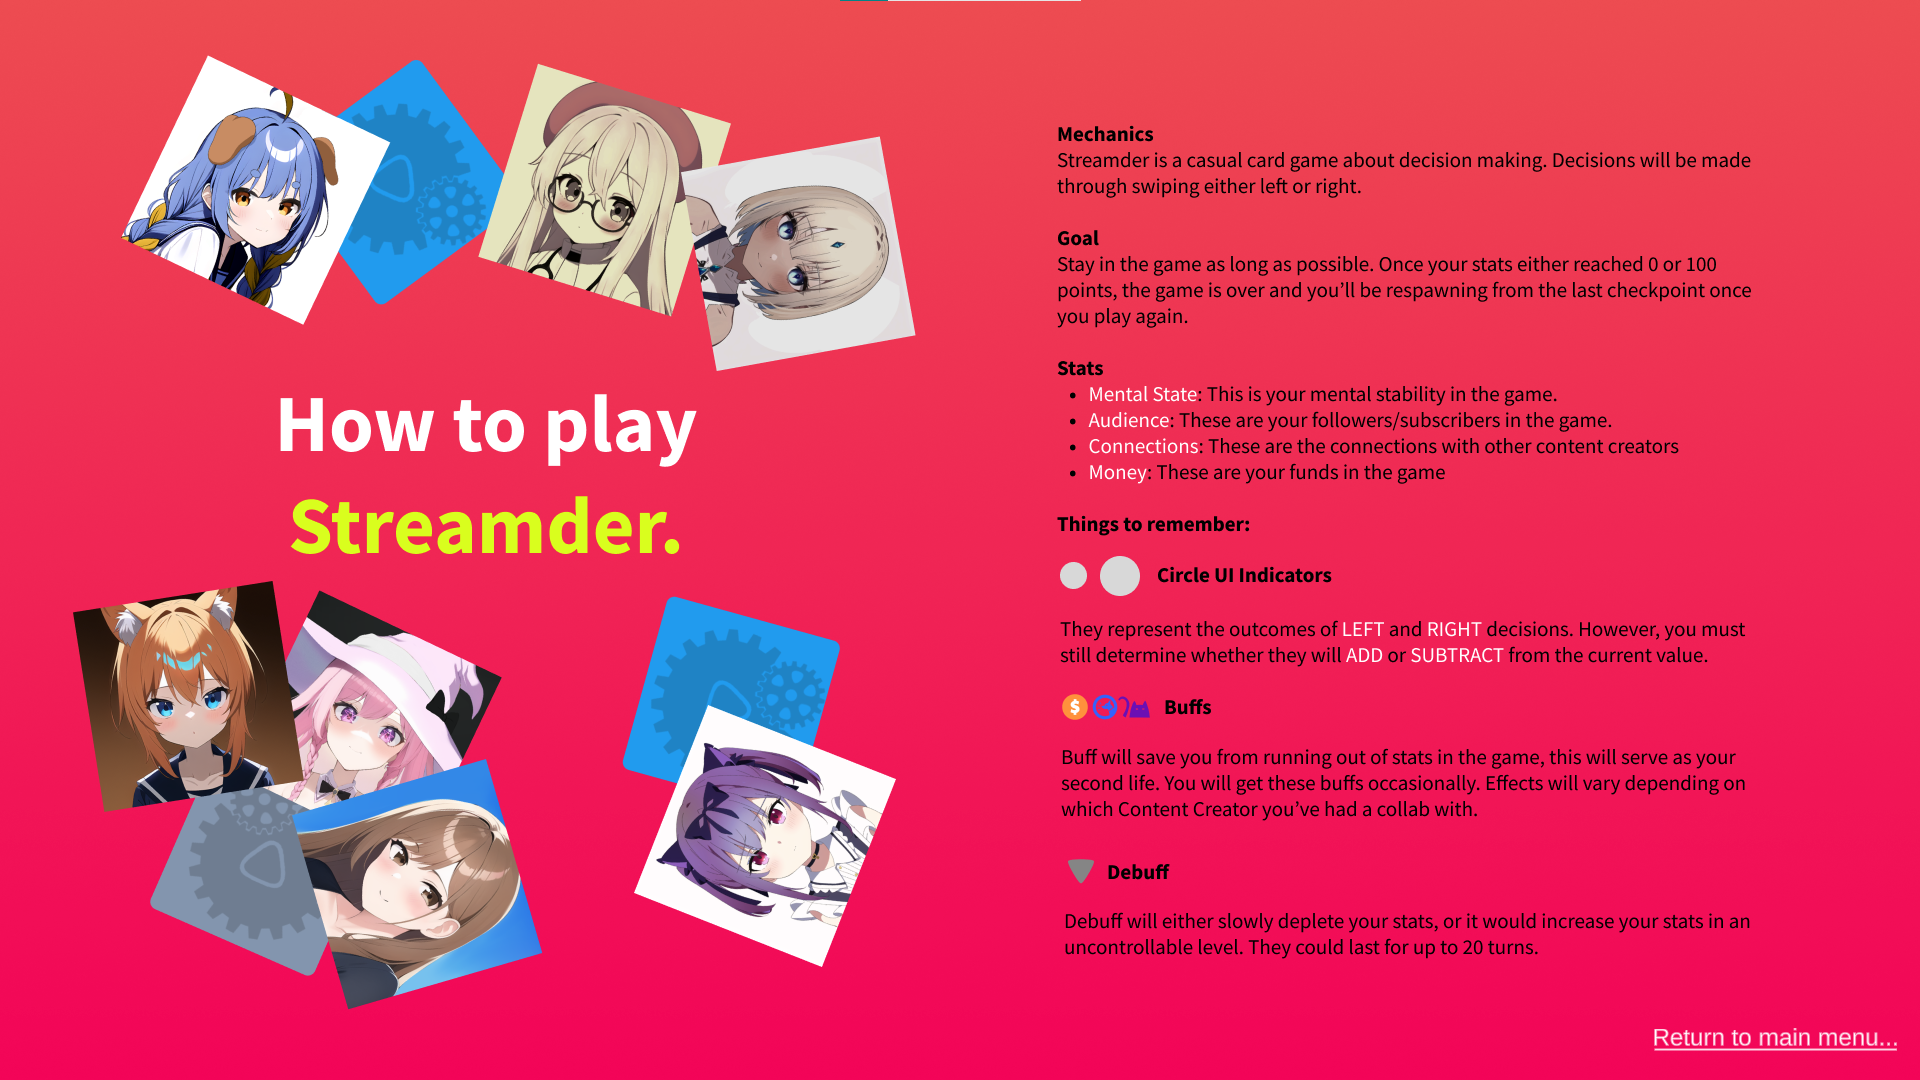 How to play
Streamder.
Mechanics
Streamder is a casual card game about decision making. Decisions will be made
through swiping either left or right.
Goal
Stay in the game as long as possible. Once your stats either reached 0 or 100
points, the game is over and you’ll be respawning from the last checkpoint once
you play again.
Stats
• Mental State: This is your mental stability in the game.
• Audience: These are your followers/subscribers in the game.
• Connections: These are the connections with other content creators
• Money: These are your funds in the game
Things to remember:
Circle UI Indicators
They represent the outcomes of LEFT and RIGHT decisions. However, you must
still determine whether they will ADD or SUBTRACT from the current value.
$ Buffs
Buff will save you from running out of stats in the game, this will serve as your
second life. You will get these buffs occasionally. Effects will vary depending on
which Content Creator you’ve had a collab with.
Debuff
Debuff will either slowly deplete your stats, or it would increase your stats in an
uncontrollable level. They could last for up to 20 turns.
Return to main menu...